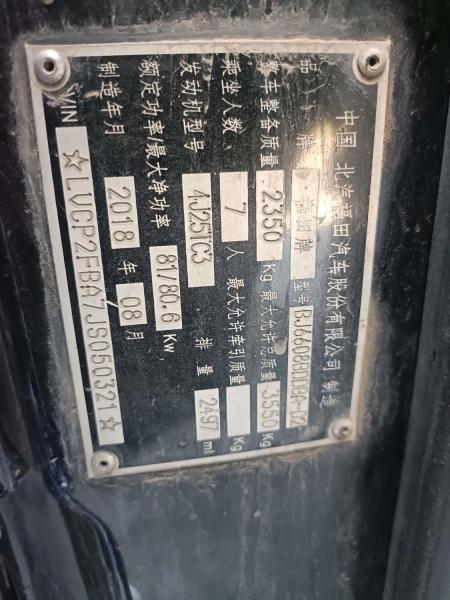 中国 北汽福田汽车股份有限公司 制造
品 牌 福田牌 型号
整车整备质量 2350 Kg 最大允许总质量 3550 Kg
乘坐人数 7 人 最大允许牵引质量 Kg
发动机型号 4J25TC3 排量 2497 ml
额定功率/最大净功率 81/80.6 Kw
制造年月 2018 年 08 月
VIN ☆LVCP2FBA7JS050321☆